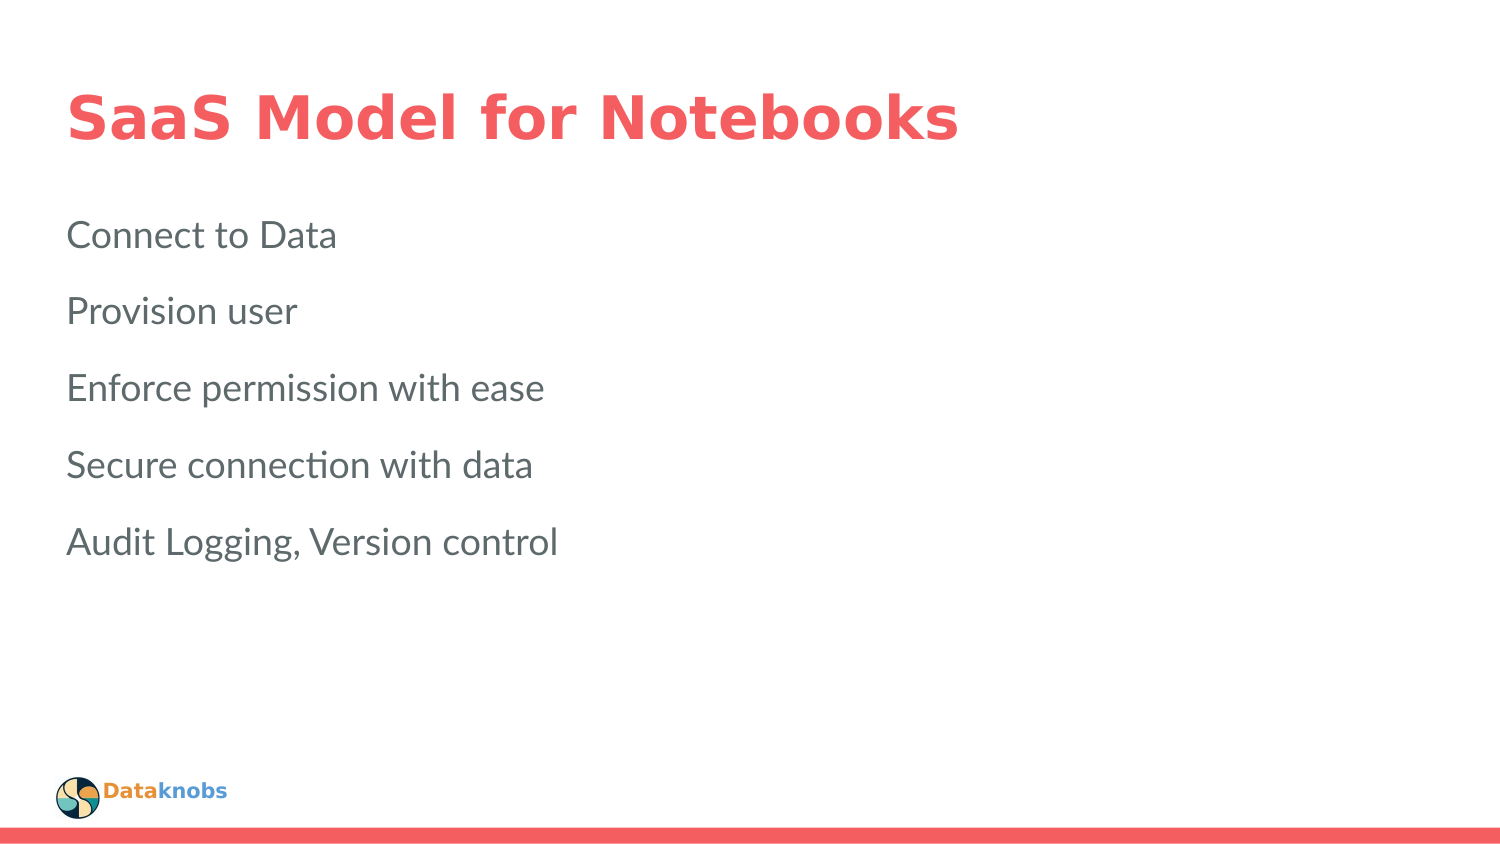 SaaS Model for Notebooks
Connect to Data
Provision user
Enforce permission with ease
Secure connection with data
Audit Logging, Version control
Dataknobs